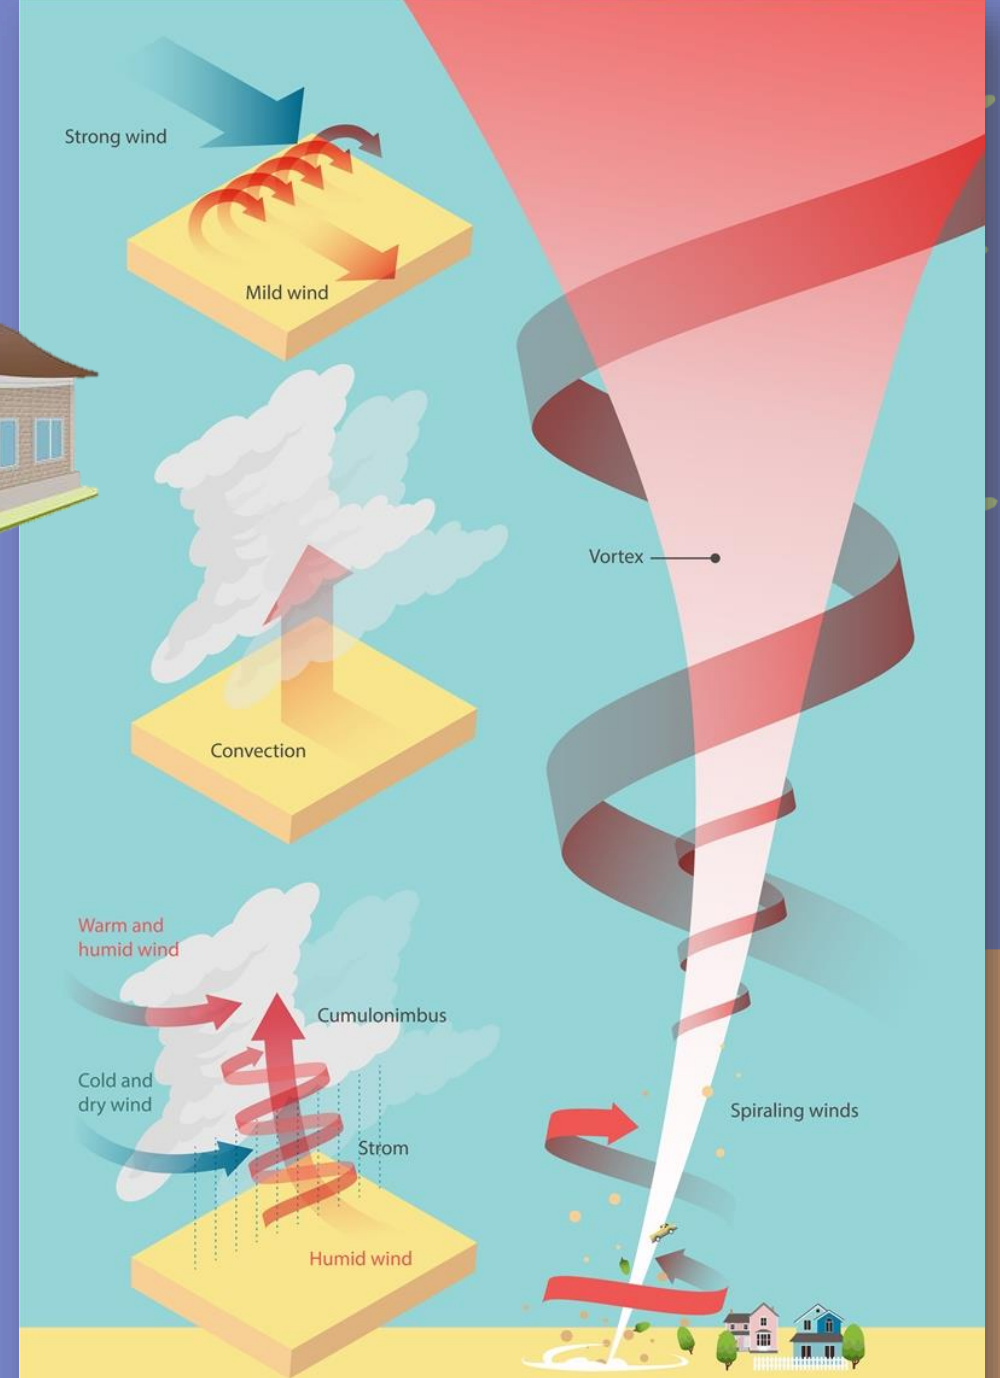 Strong wind
Mild wind
Vortex
Convection
Warm and
humid wind
Cumulonimbus
Cold and
dry wind
Strom
Humid wind
Spiraling winds